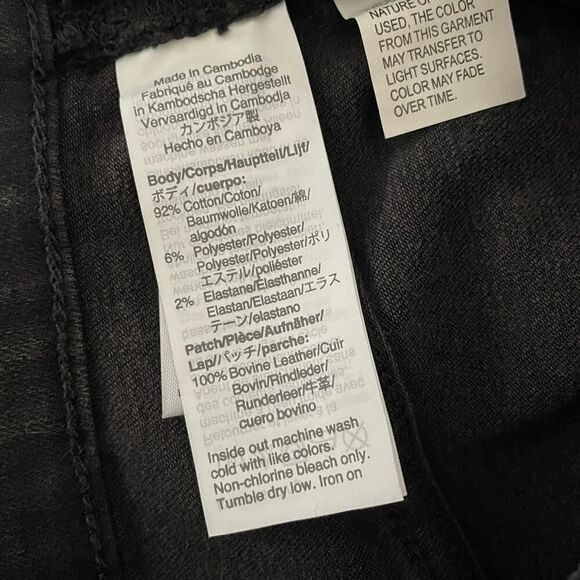 NATURE OF
USED, THE COLOR
FROM THIS GARMENT
MAY TRANSFER TO
LIGHT SURFACES.
COLOR MAY FADE
OVER TIME.
Made in Cambodia
Fabriqué au Cambodge
in Kambodscha Hergestellt
Vervaardigd in Cambodja
カンボジア製
Hecho en Camboya
Body/Corps/Hauptteil/Lijf/
ボディ/cuerpo:
92% Cotton/Coton/
Baumwolle/Katoen/綿/
algodón
6% Polyester/Polyester/
Polyester/Polyester/ポリ
エステル/poliéster
2% Elastane/Élasthanne/
Elastan/Elastaan/エラス
テーン/elastano
Patch/Pièce/Aufnäher/
Lap/パッチ/parche:
100% Bovine Leather/Cuir
Bovin/Rindleder/
Runderleer/牛革/
cuero bovino
Inside out machine wash
cold with like colors.
Non-chlorine bleach only.
Tumble dry low. Iron on